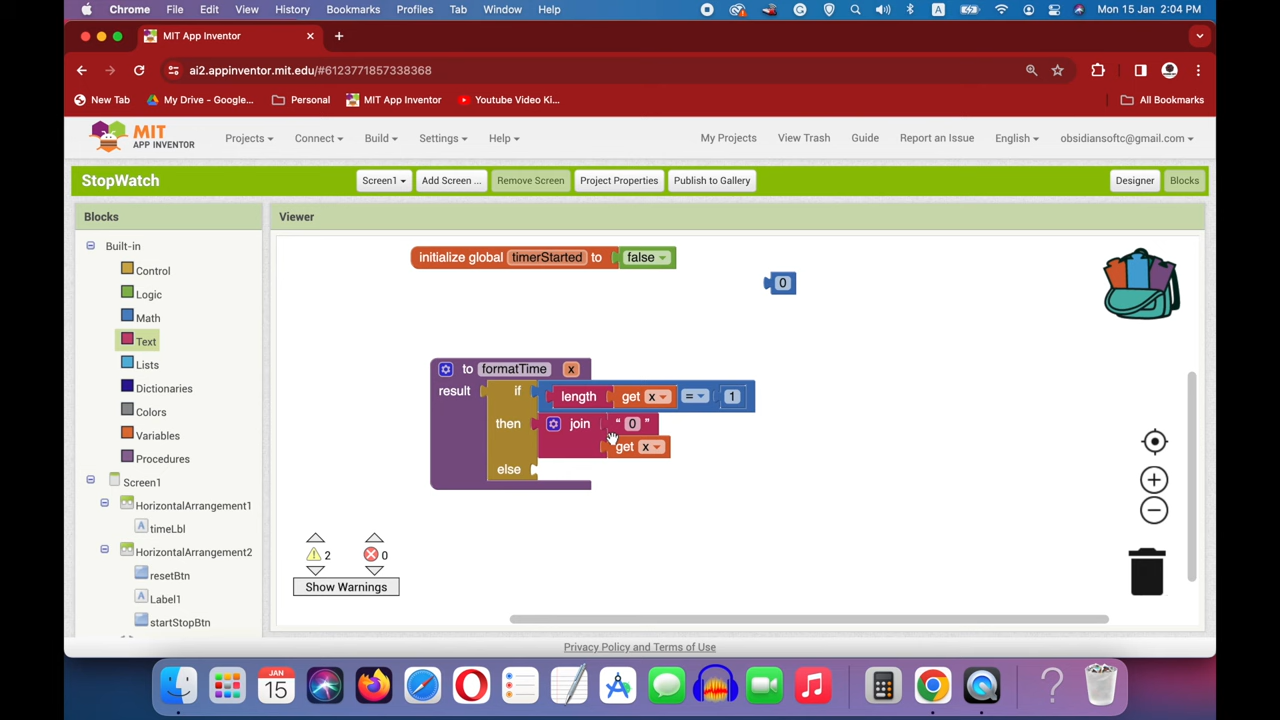 Chrome File Edit View History Bookmarks Profiles Tab Window Help A Mon 15 Jan 2:04 PM
MIT App Inventor
ai2.appinventor.mit.edu/#6123771857338368
New Tab My Drive - Google... Personal MIT App Inventor Youtube Video Ki... All Bookmarks
MIT
APP INVENTOR
Projects Connect Build Settings Help My Projects View Trash Guide Report an Issue English obsidiansoftc@gmail.com
StopWatch Screen1 Add Screen ... Remove Screen Project Properties Publish to Gallery Designer Blocks
Blocks Viewer
Built-in
Control
Logic
Math
Text
Lists
Dictionaries
Colors
Variables
Procedures
Screen1
HorizontalArrangement1
A timeLbl
HorizontalArrangement2
resetBtn
A Label1
startStopBtn
initialize global timerStarted to false
0
to formatTime x
result if length get x = 1
then join “ 0 ”
get x
else
2 0
Show Warnings
Privacy Policy and Terms of Use
JAN
15